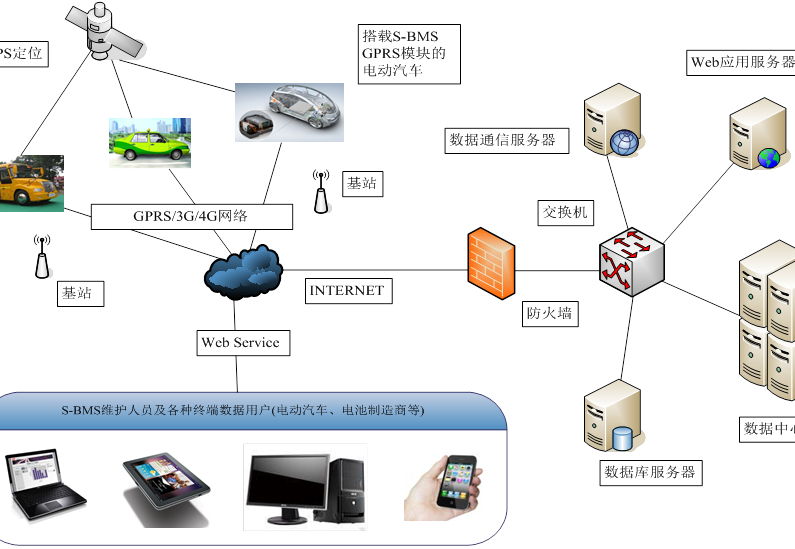 PS定位
搭载S-BMS
GPRS模块的
电动汽车
Web应用服务器
数据通信服务器
基站
交换机
GPRS/3G/4G网络
基站
INTERNET
防火墙
Web Service
S-BMS维护人员及各种终端数据用户(电动汽车、电池制造商等)
数据中心
数据库服务器